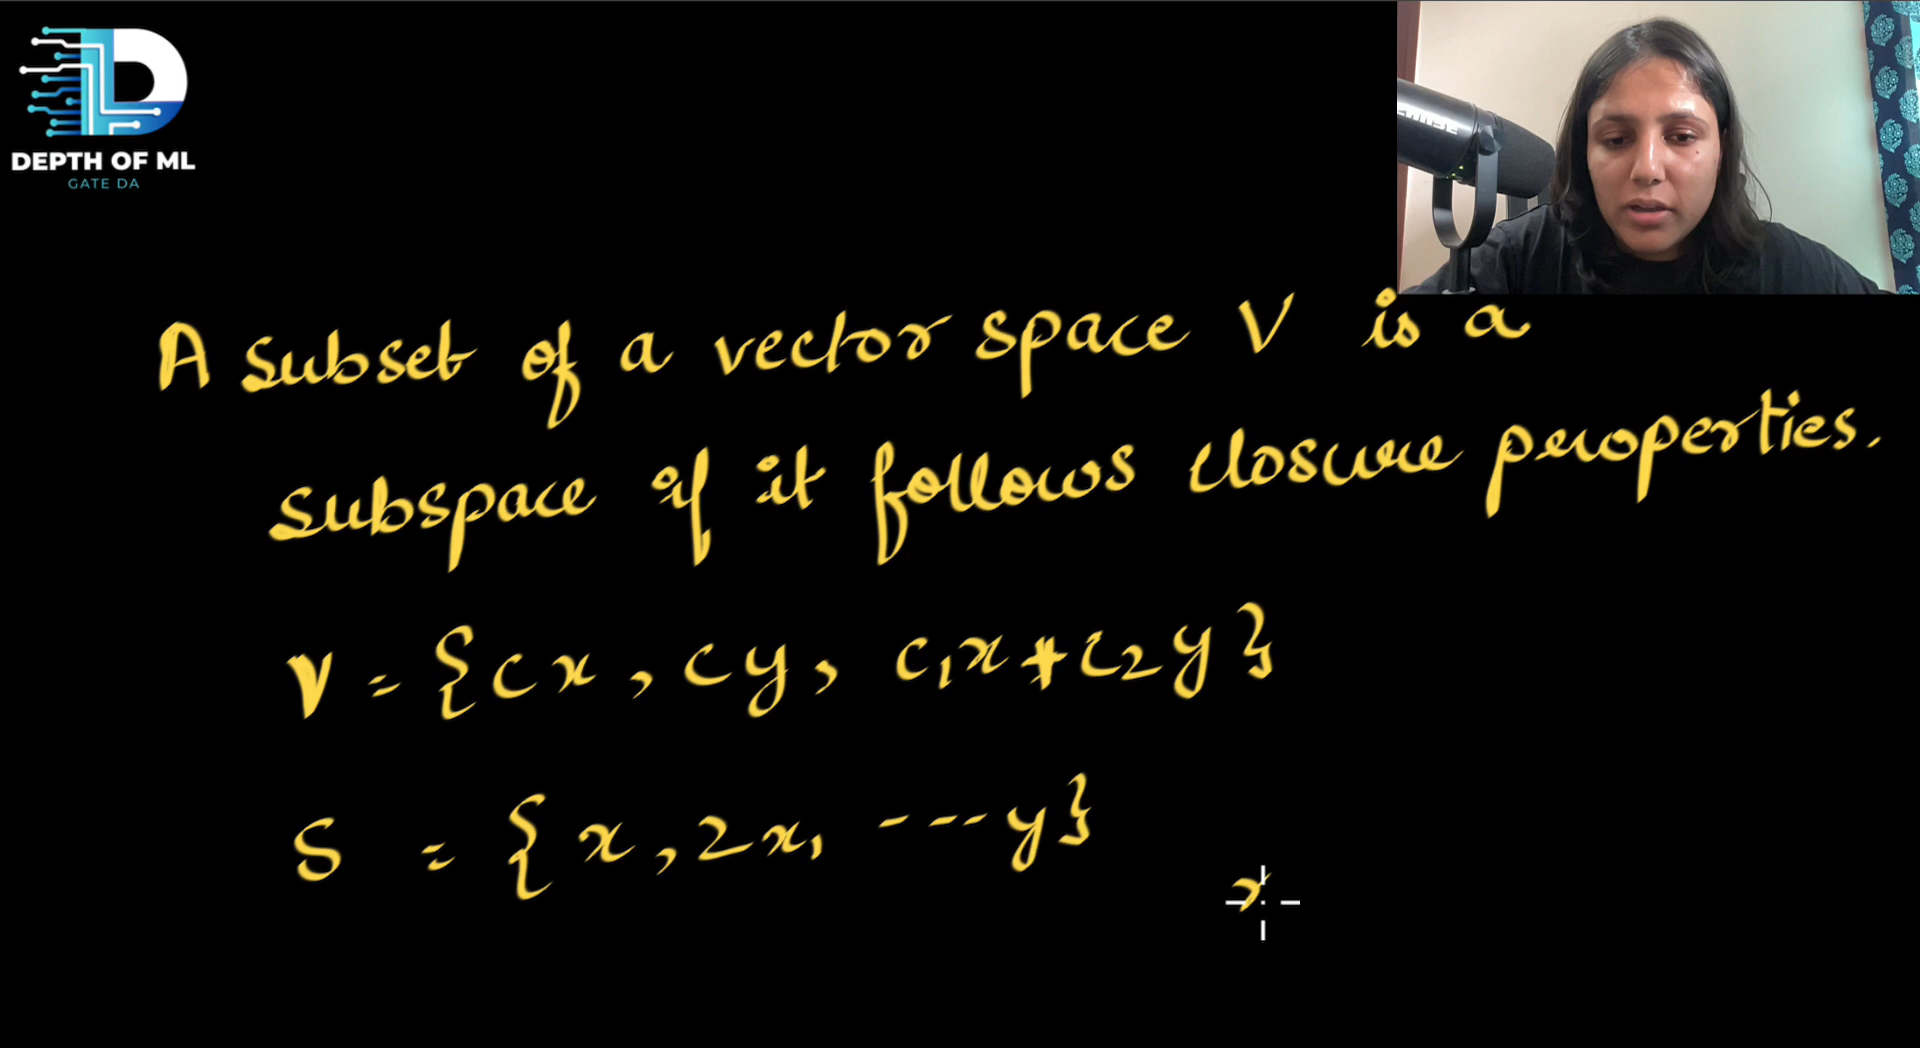 DEPTH OF ML
GATE DA
A subset of a vector space V is a
subspace if it follows closure properties.
V = {cx, cy, c₁x + c₂y}
S = {x, 2x, ---y}
x